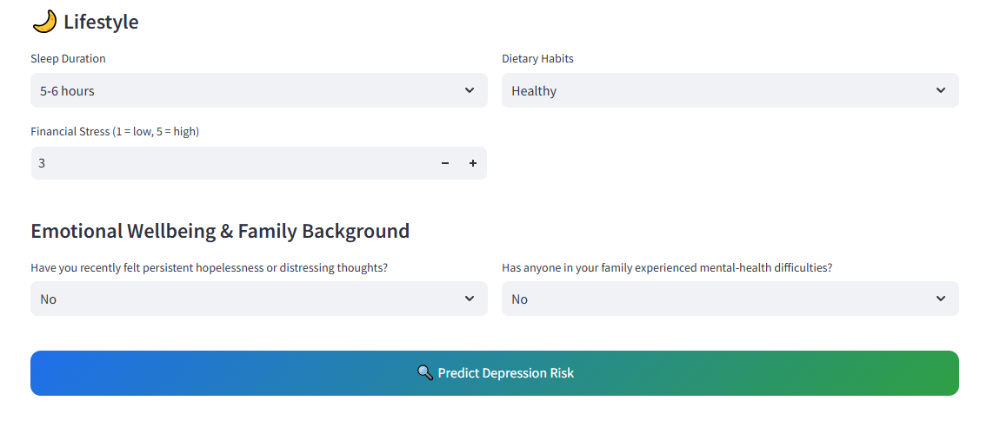 🌙 Lifestyle
Sleep Duration
Dietary Habits
5-6 hours
Healthy
Financial Stress (1 = low, 5 = high)
3
Emotional Wellbeing & Family Background
Have you recently felt persistent hopelessness or distressing thoughts?
Has anyone in your family experienced mental-health difficulties?
No
No
🔍 Predict Depression Risk